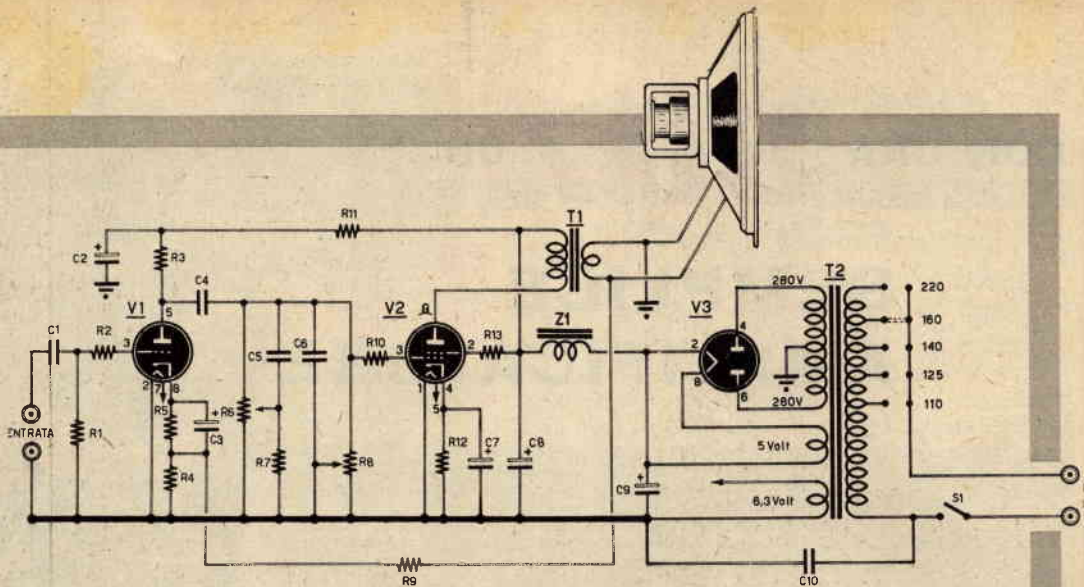 T1
R11
C2
R3
280V
T2
220
C4
V1
V2
V3
160
5
6
4
Z1
140
C1
R2
3
C5
C6
R10
3
2
R13
2
8
125
6
110
280V
2
7
8
1
4
5
R5
R6
C3
5 Volt
ENTRATA
R1
R7
R8
R12
C7
C8
R4
C9
6,3 Volt
S1
R9
C10